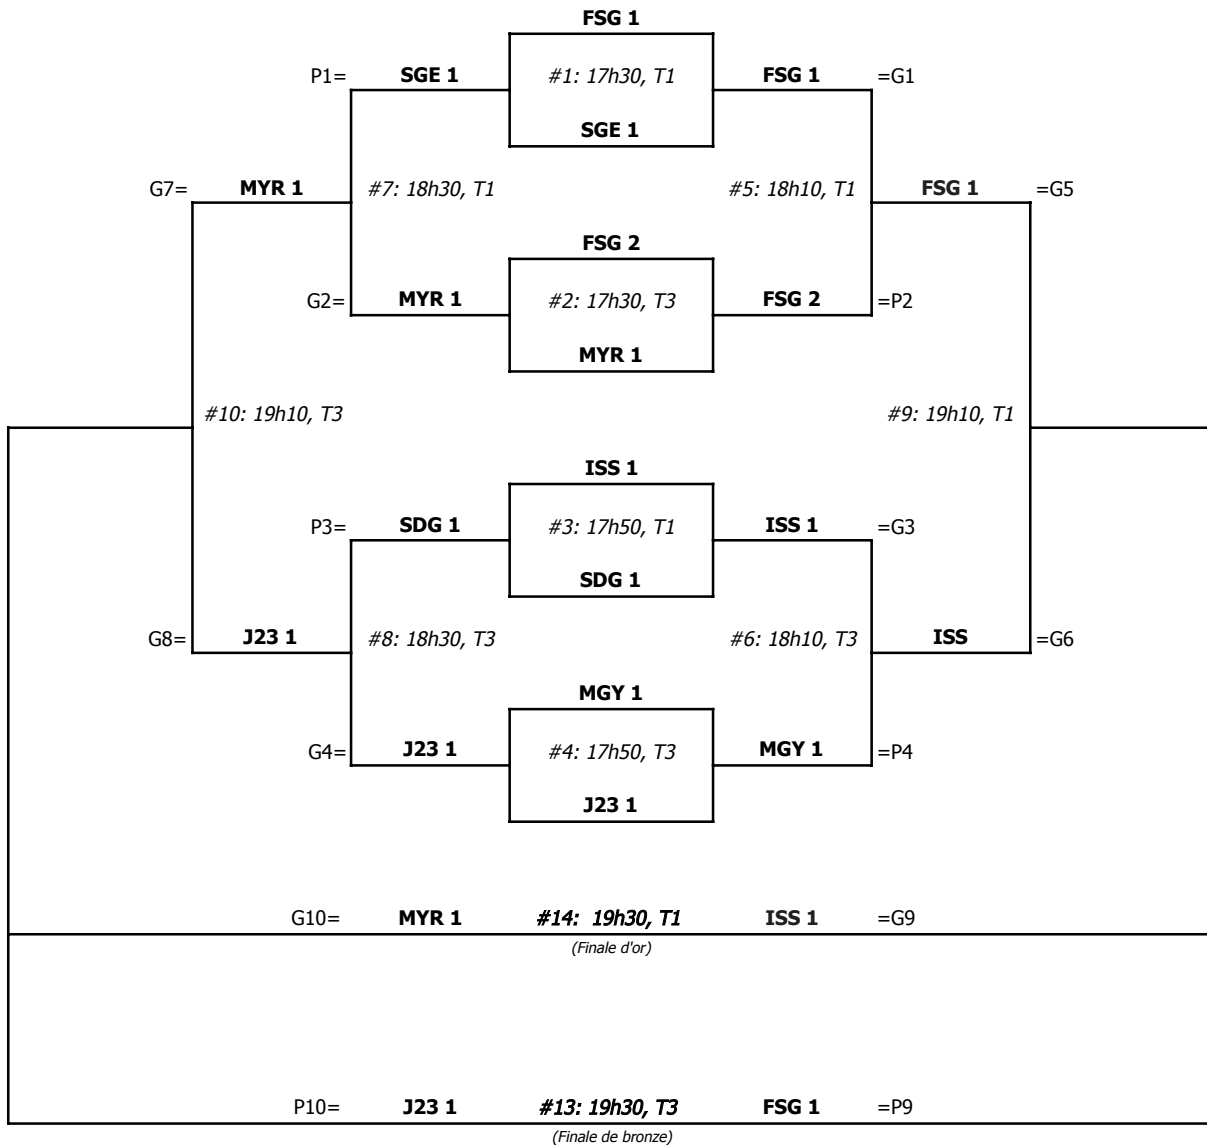 FSG 1
P1= SGE 1 #1: 17h30, T1 FSG 1 =G1
SGE 1
G7= MYR 1 #7: 18h30, T1 #5: 18h10, T1 FSG 1 =G5
FSG 2
G2= MYR 1 #2: 17h30, T3 FSG 2 =P2
MYR 1
#10: 19h10, T3 #9: 19h10, T1
ISS 1
P3= SDG 1 #3: 17h50, T1 ISS 1 =G3
SDG 1
G8= J23 1 #8: 18h30, T3 #6: 18h10, T3 ISS =G6
MGY 1
G4= J23 1 #4: 17h50, T3 MGY 1 =P4
J23 1
G10= MYR 1 #14: 19h30, T1 ISS 1 =G9
(Finale d'or)
P10= J23 1 #13: 19h30, T3 FSG 1 =P9
(Finale de bronze)